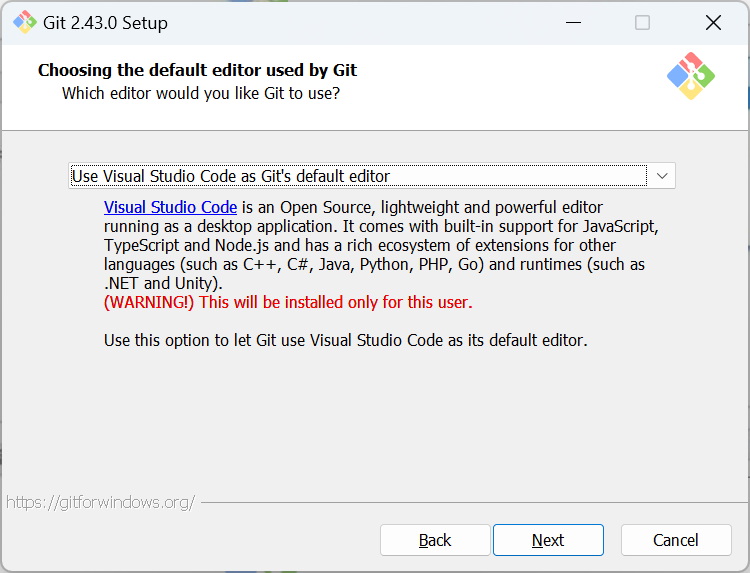 Git 2.43.0 Setup
Choosing the default editor used by Git
Which editor would you like Git to use?
Use Visual Studio Code as Git's default editor
Visual Studio Code is an Open Source, lightweight and powerful editor
running as a desktop application. It comes with built-in support for JavaScript,
TypeScript and Node.js and has a rich ecosystem of extensions for other
languages (such as C++, C#, Java, Python, PHP, Go) and runtimes (such as
.NET and Unity).
(WARNING!) This will be installed only for this user.
Use this option to let Git use Visual Studio Code as its default editor.
https://gitforwindows.org/
Back Next Cancel